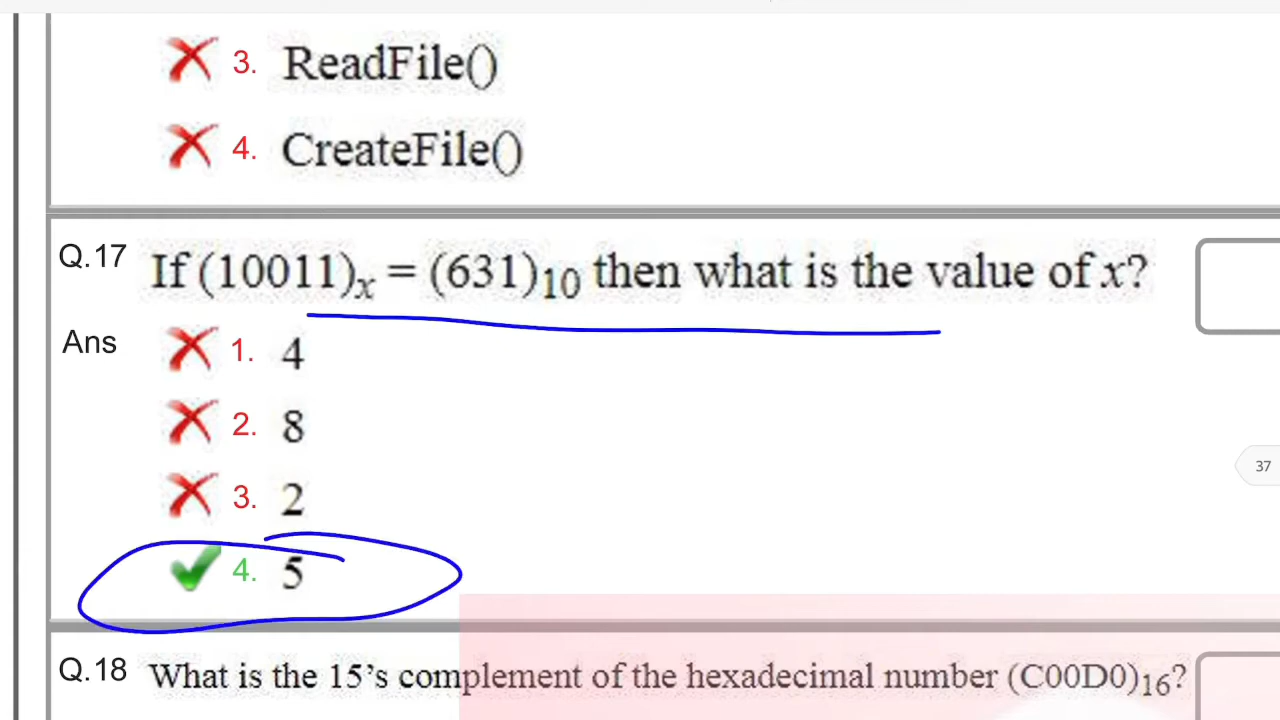 3. ReadFile()
4. CreateFile()
Q.17 If (10011)x = (631)10 then what is the value of x?
Ans
1. 4
2. 8
3. 2
4. 5
37
Q.18 What is the 15's complement of the hexadecimal number (C00D0)16?